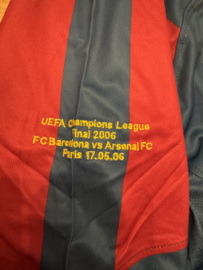 UEFA Champions League
Final 2006
FC Barcelona vs Arsenal FC
Paris 17.05.06